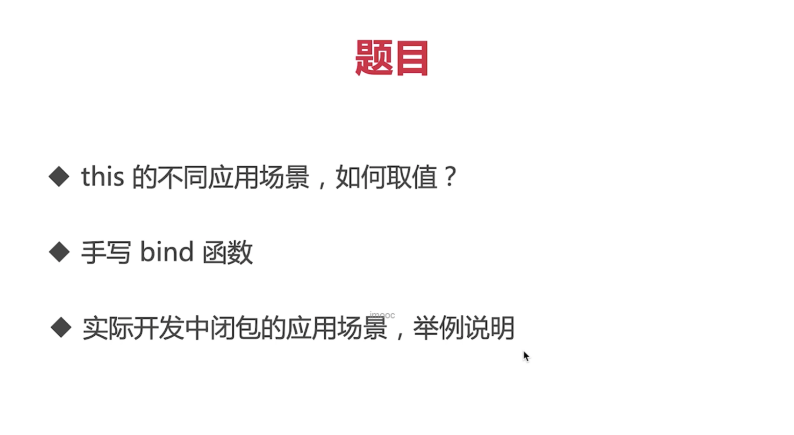 题目
◆ this 的不同应用场景，如何取值？
◆ 手写 bind 函数
◆ 实际开发中闭包的应用场景，举例说明
imooc